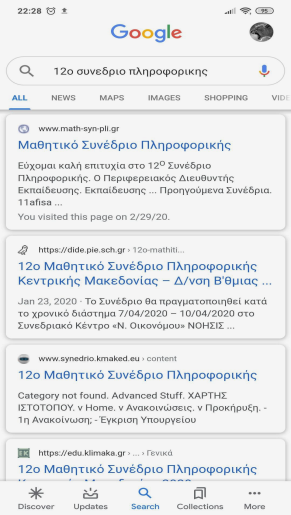 22:28
95
Google
12ο συνεδριο πληροφορικης
ALL NEWS MAPS IMAGES SHOPPING VIDE
www.math-syn-pli.gr
Μαθητικό Συνέδριο Πληροφορικής
Εύχομαι καλή επιτυχία στο 12Ο Συνέδριο
Πληροφορικής. Ο Περιφερειακός Διευθυντής
Εκπαίδευσης. Εκπαίδευσης ... Προηγούμενα Συνέδρια.
11afisa ...
You visited this page on 2/29/20.
https://dide.pie.sch.gr › 12o-mathiti...
12ο Μαθητικό Συνέδριο Πληροφορικής
Κεντρικής Μακεδονίας – Δ/νση Β'θμιας ...
Jan 23, 2020 · Το Συνέδριο θα πραγματοποιηθεί κατά
το χρονικό διάστημα 7/04/2020 – 10/04/2020 στο
Συνεδριακό Κέντρο «Ν. Οικονόμου» ΝΟΗΣΙΣ ...
www.synedrio.kmaked.eu › content
12ο Μαθητικό Συνέδριο Πληροφορικής
Category not found. Advanced Stuff. ΧΑΡΤΗΣ
ΙΣΤΟΤΟΠΟΥ. v Home. v Ανακοινώσεις. v Προκήρυξη. -
1η Ανακοίνωση; - Έγκριση Υπουργείου
https://edu.klimaka.gr › ... › Γενικά
12ο Μαθητικό Συνέδριο Πληροφορικής
Discover Updates Search Collections More